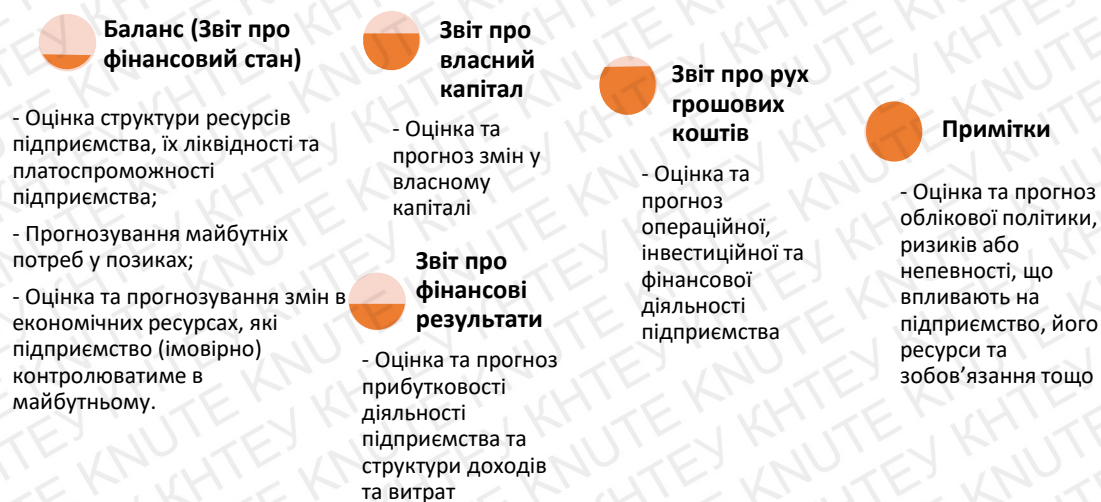 Баланс (Звіт про
фінансовий стан)
- Оцінка структури ресурсів
підприємства, їх ліквідності та
платоспроможності
підприємства;
- Прогнозування майбутніх
потреб у позиках;
- Оцінка та прогнозування змін в
економічних ресурсах, які
підприємство (імовірно)
контролюватиме в
майбутньому.
Звіт про
власний
капітал
- Оцінка та
прогноз змін у
власному
капіталі
Звіт про
фінансові
результати
- Оцінка та прогноз
прибутковості
діяльності
підприємства та
структури доходів
та витрат
Звіт про рух
грошових
коштів
- Оцінка та
прогноз
операційної,
інвестиційної та
фінансової
діяльності
підприємства
Примітки
- Оцінка та прогноз
облікової політики,
ризиків або
непевності, що
впливають на
підприємство, його
ресурси та
зобов’язання тощо
KNUTE KHTEУ KNUTE KHTEУ